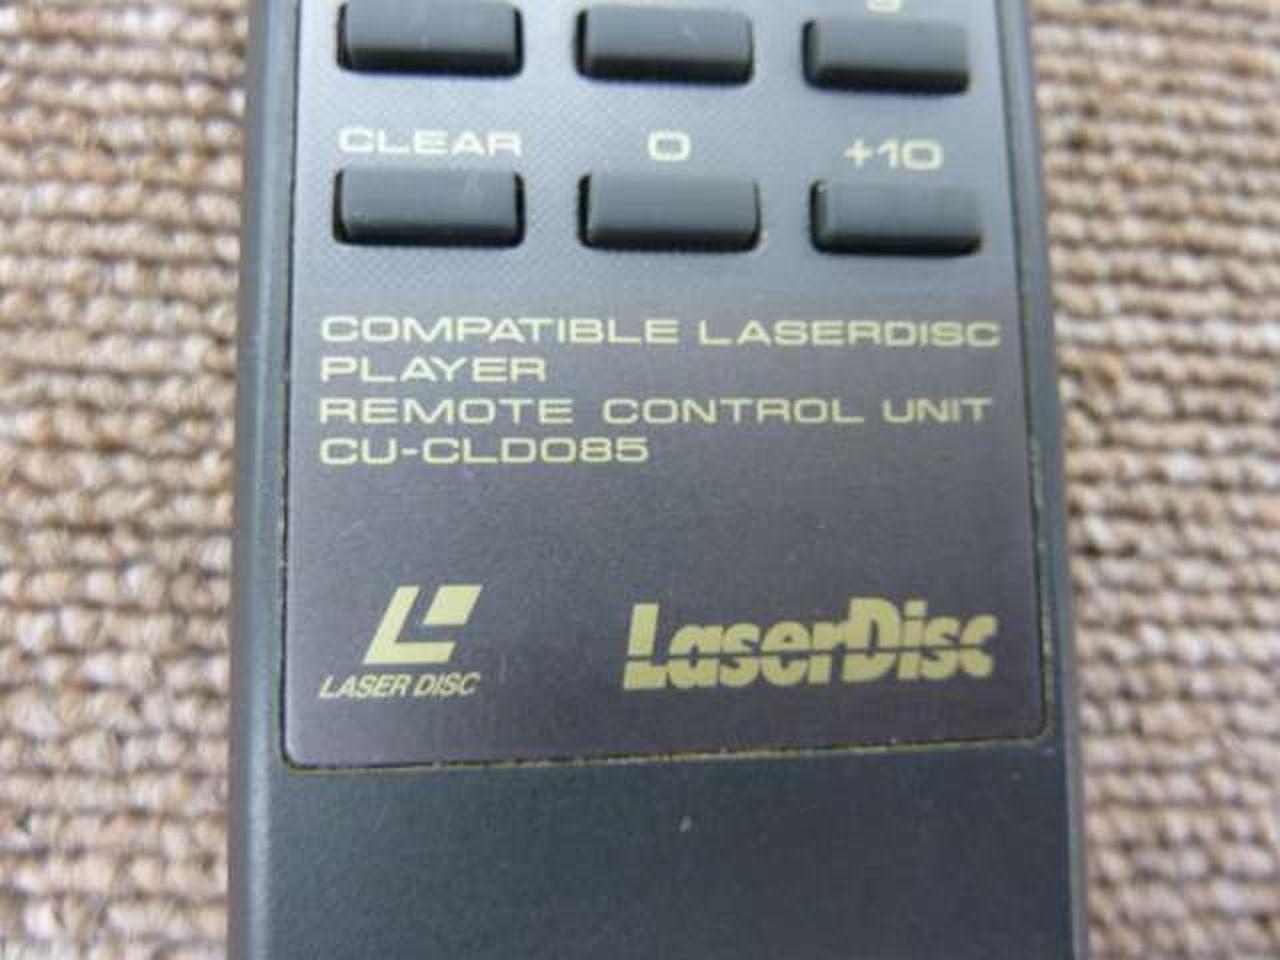 CLEAR 0 +10
COMPATIBLE LASERDISC
PLAYER
REMOTE CONTROL UNIT
CU-CLD085
LASER DISC
LaserDisc